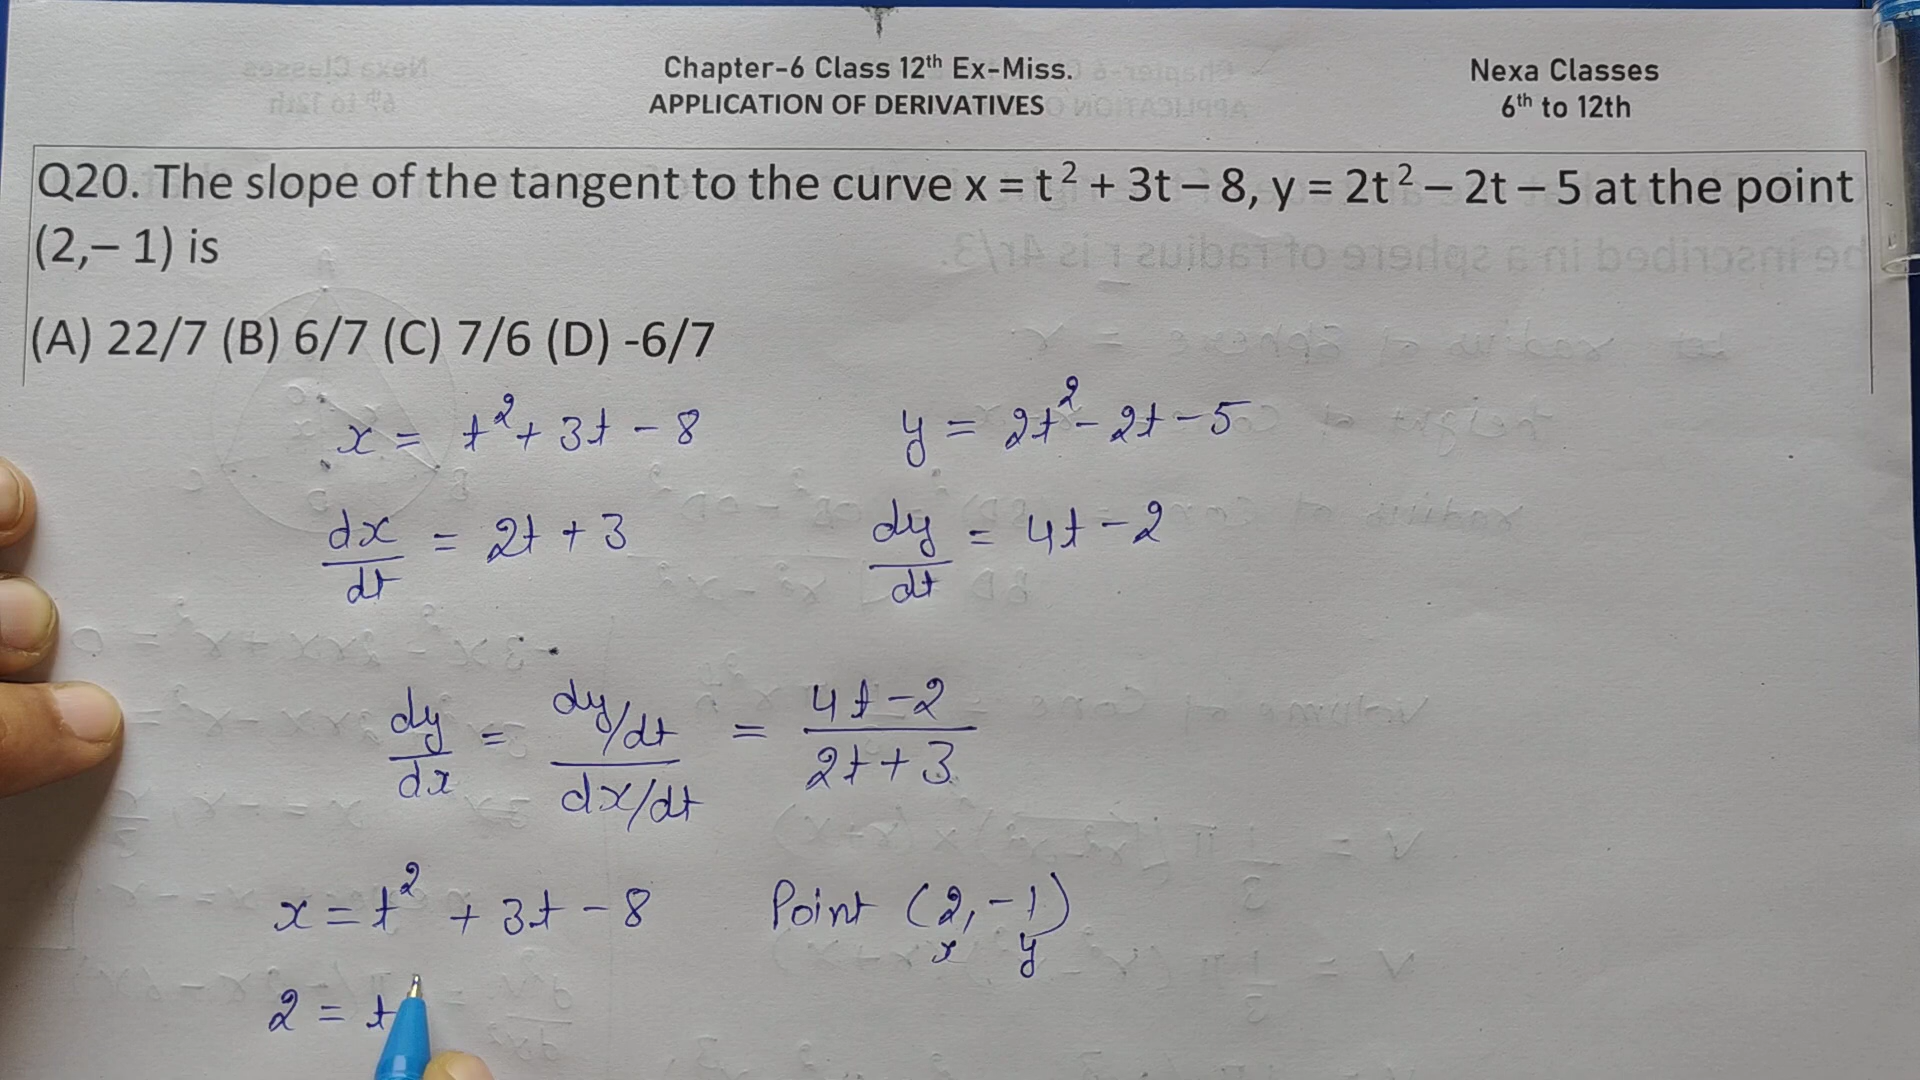 Chapter-6 Class 12th Ex-Miss.
APPLICATION OF DERIVATIVES
Nexa Classes
6th to 12th
Q20. The slope of the tangent to the curve x = t² + 3t – 8, y = 2t² – 2t – 5 at the point
(2,– 1) is
(A) 22/7 (B) 6/7 (C) 7/6 (D) -6/7
x = t² + 3t - 8
y = 2t² - 2t - 5
dx/dt = 2t + 3
dy/dt = 4t - 2
dy/dx = dy/dt / dx/dt = 4t - 2 / 2t + 3
x = t² + 3t - 8
Point (2, -1)
x y
2 = t